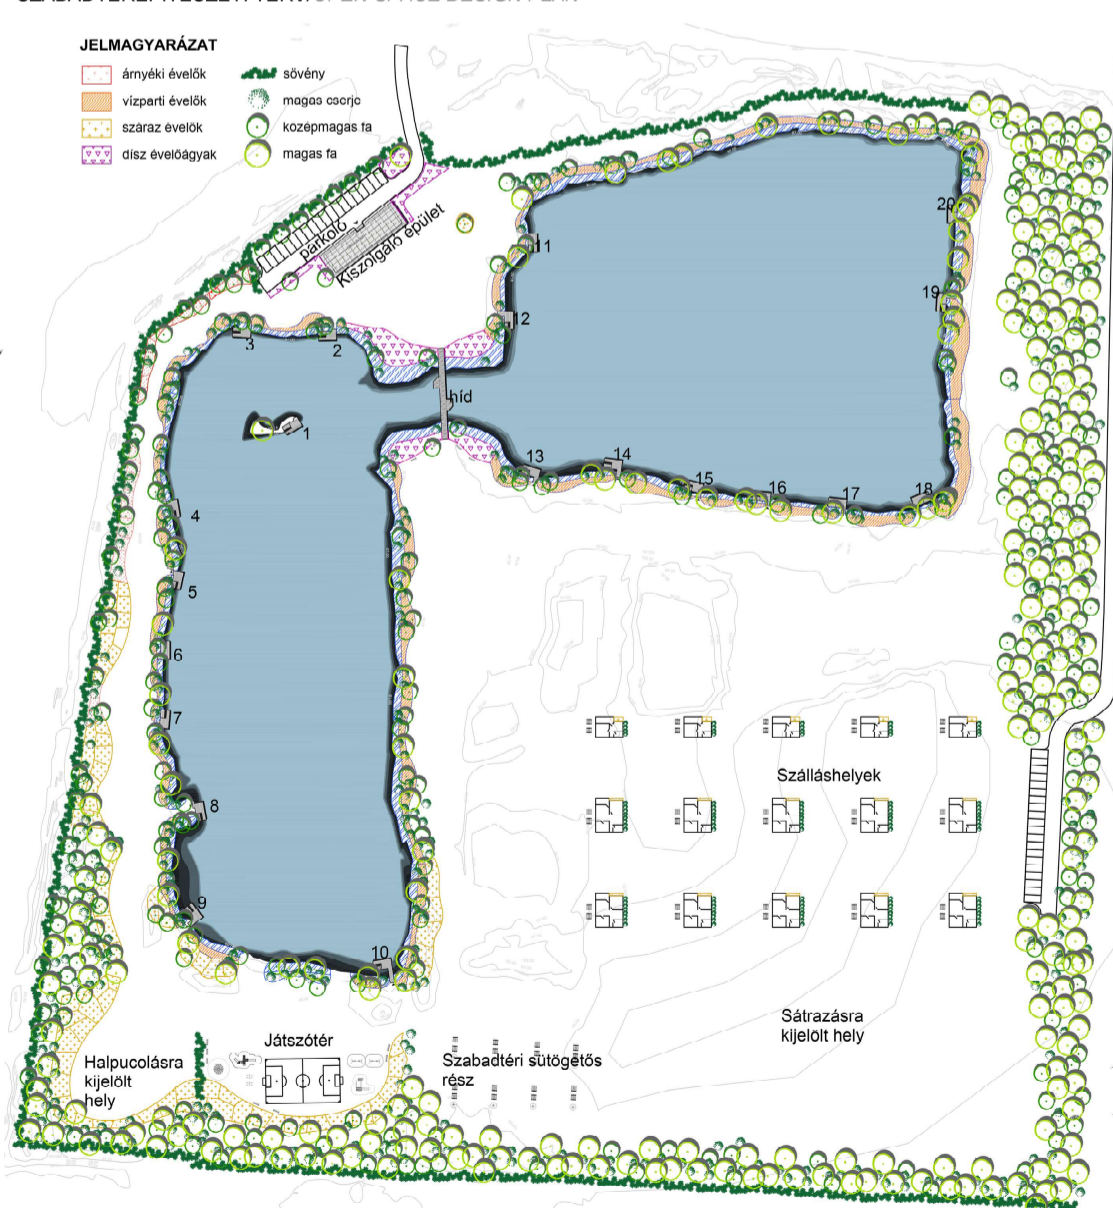 JELMAGYARÁZAT
árnyéki évelők
vízparti évelők
száraz évelők
dísz évelőágyak
sövény
magas cserje
középmagas fa
magas fa
parkoló
Kiszolgáló épület
20
11
19
12
3
2
híd
1
13
14
15
16
17
18
4
5
6
7
8
9
10
Szálláshelyek
Sátrazásra
kijelölt hely
Játszótér
Halpucolásra
kijelölt
hely
Szabadtéri sütögetős
rész